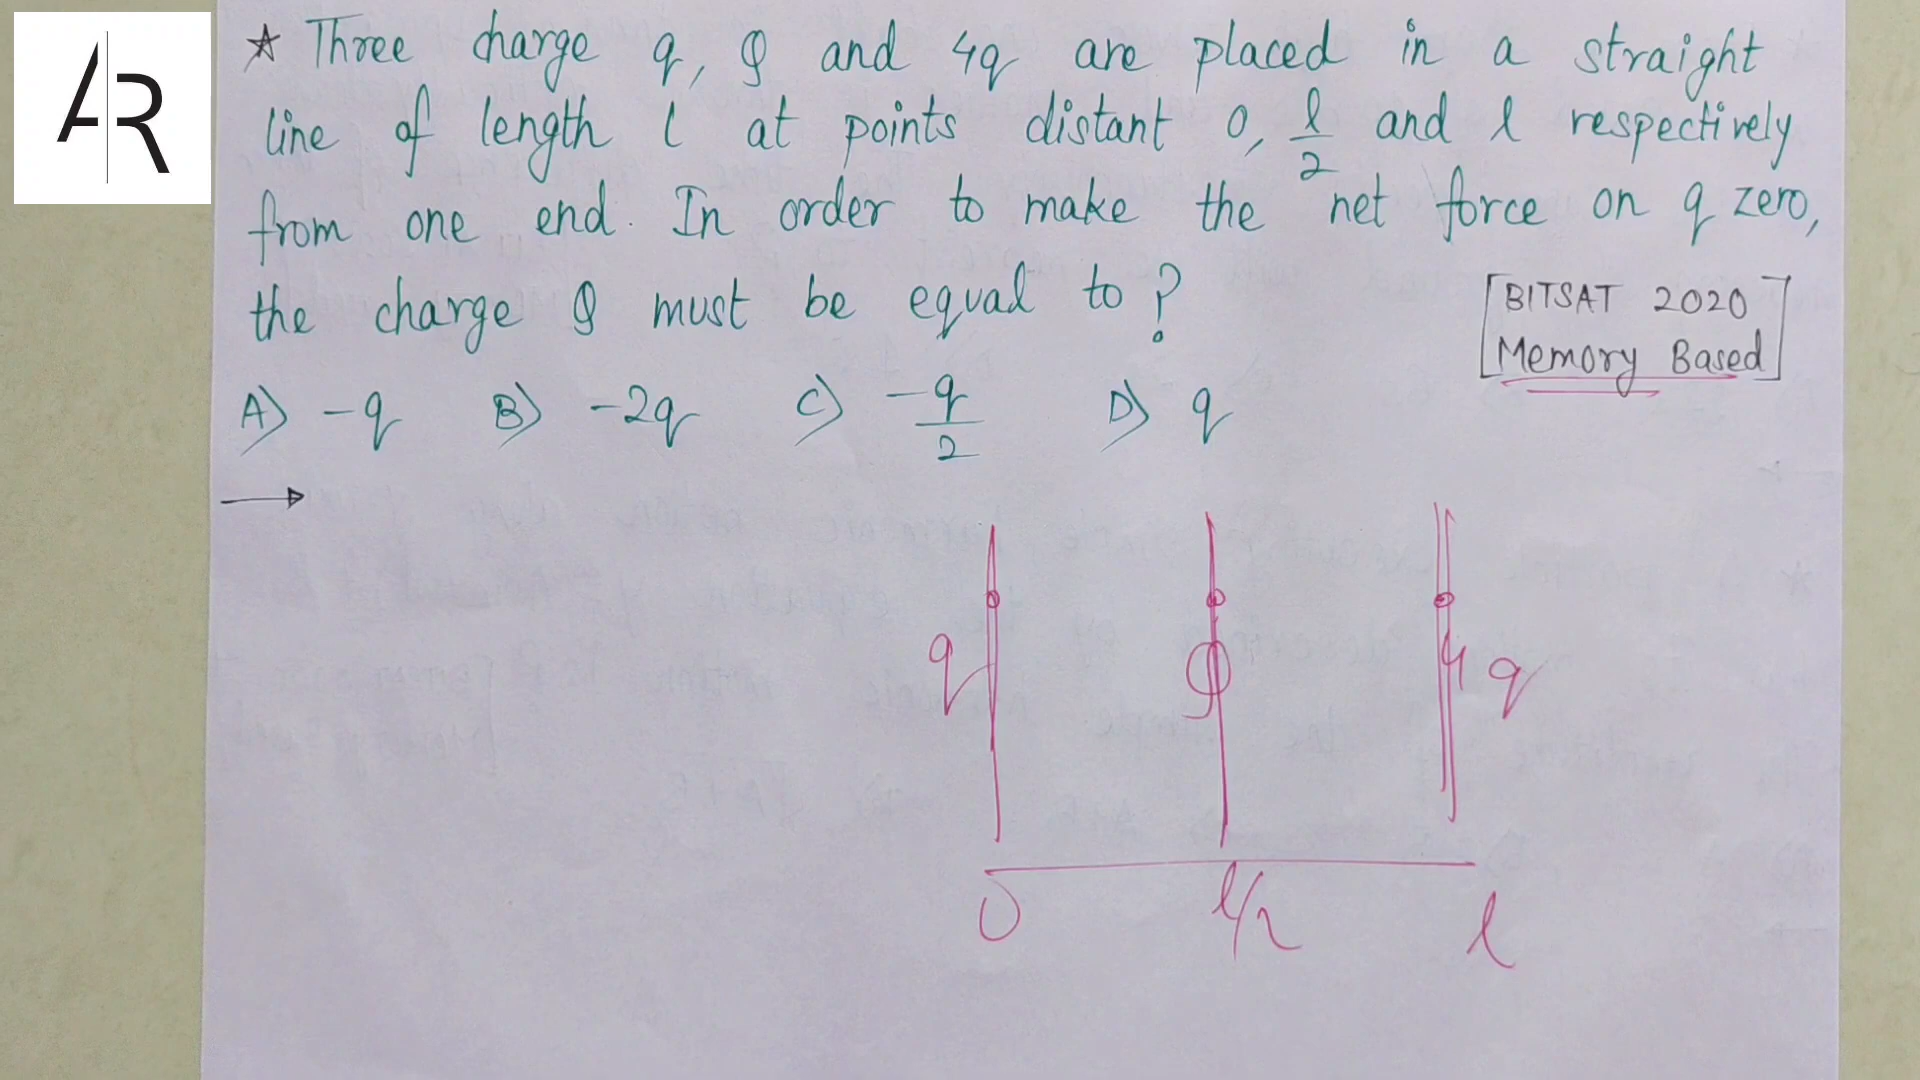 AR
☆ Three charge q, Q and 4q are placed in a straight
line of length l at points distant 0, l/2 and l respectively
from one end. In order to make the net force on q zero,
the charge Q must be equal to ?
[BITSAT 2020
Memory Based]
A) -q B) -2q C) -q/2 D) q
→
q Q 4q
0 l/2 l